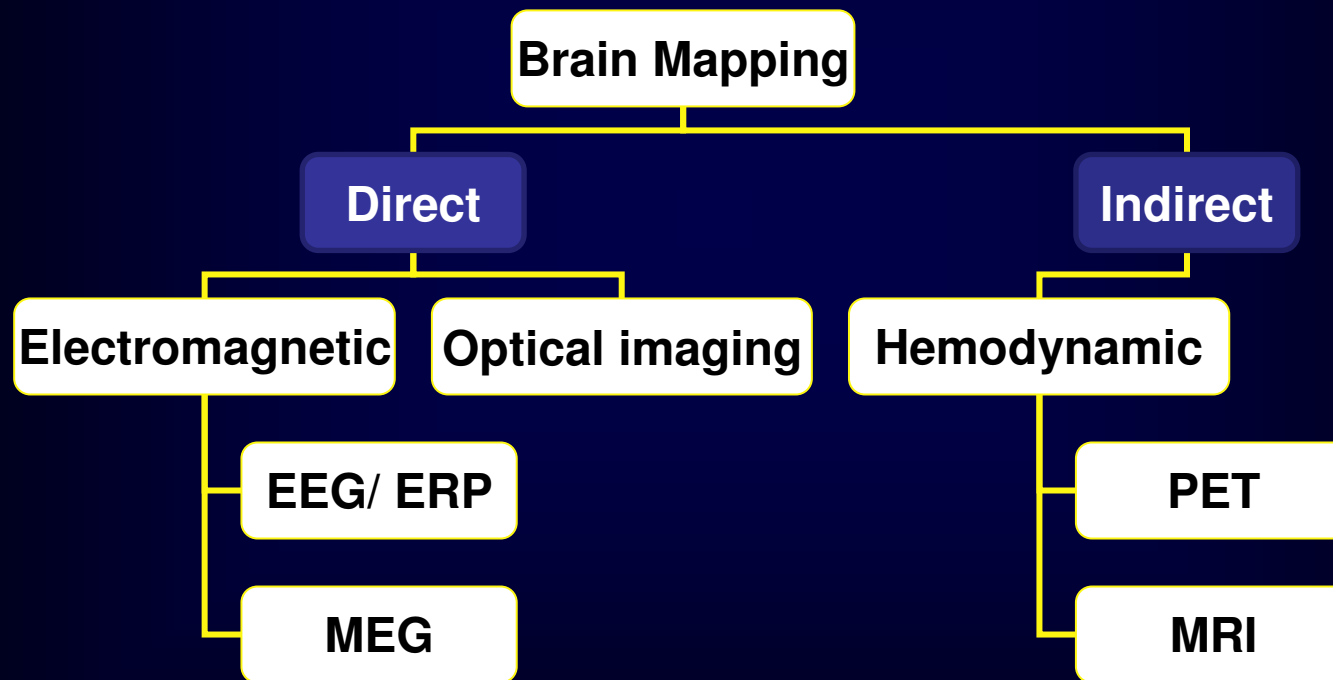 Brain Mapping
Direct
Indirect
Electromagnetic
Optical imaging
Hemodynamic
EEG/ ERP
PET
MEG
MRI